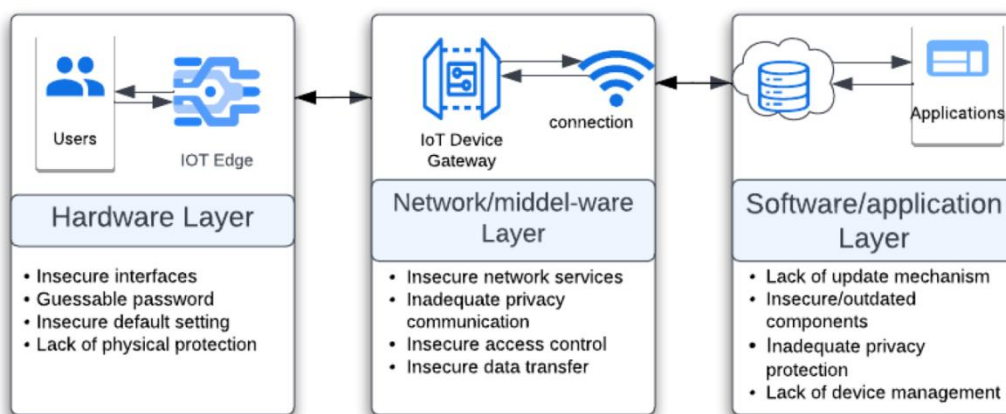 Users
IOT Edge
Hardware Layer
• Insecure interfaces
• Guessable password
• Insecure default setting
• Lack of physical protection
IoT Device
Gateway
connection
Network/middel-ware
Layer
• Insecure network services
• Inadequate privacy
communication
• Insecure access control
• Insecure data transfer
Applications
Software/application
Layer
• Lack of update mechanism
• Insecure/outdated
components
• Inadequate privacy
protection
• Lack of device management